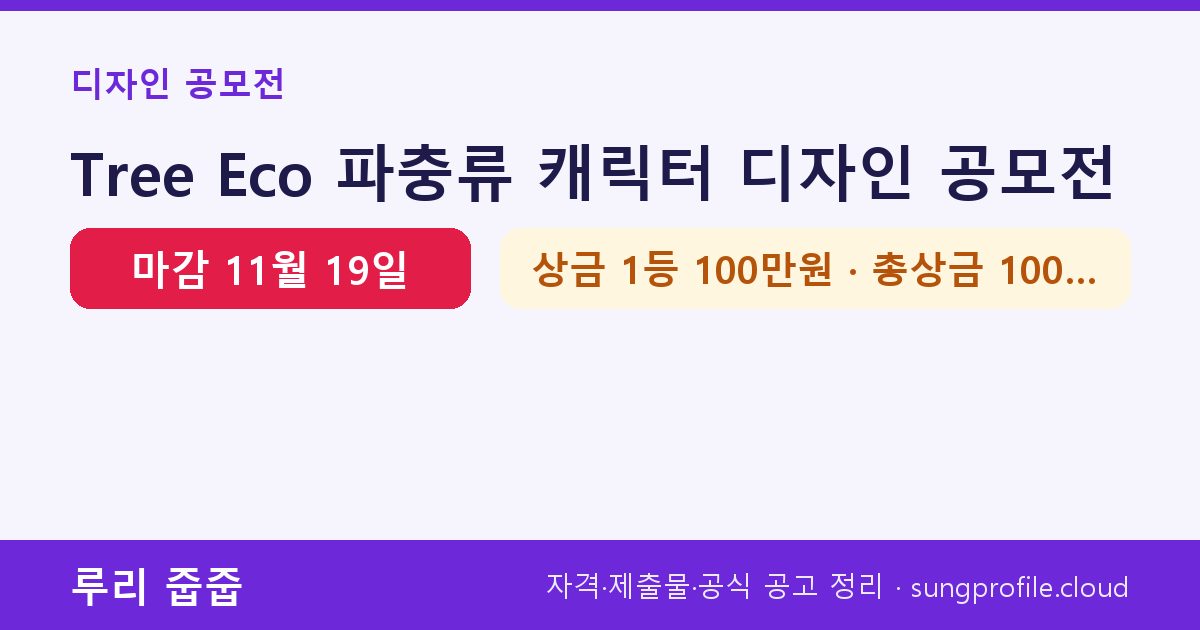 디자인 공모전
Tree Eco 파충류 캐릭터 디자인 공모전
마감 11월 19일
상금 1등 100만원 · 총상금 100...
루리 줍줍
자격·제출물·공식 공고 정리 · sungprofile.cloud